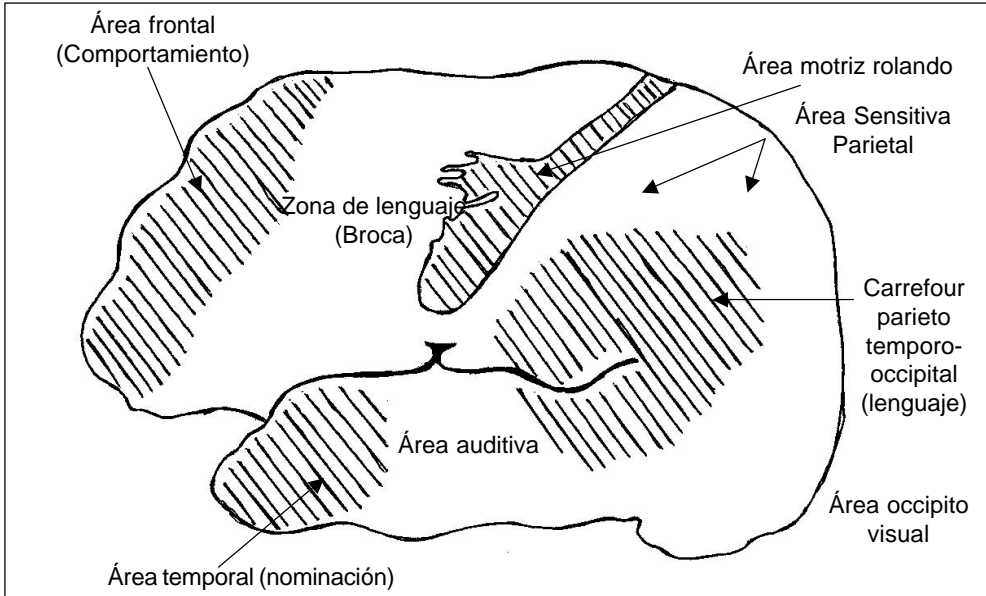 Área frontal
(Comportamiento)
Área motriz rolando
Área Sensitiva
Parietal
Zona de lenguaje
(Broca)
Carrefour
parieto
temporo-
occipital
(lenguaje)
Área auditiva
Área occipito
visual
Área temporal (nominación)